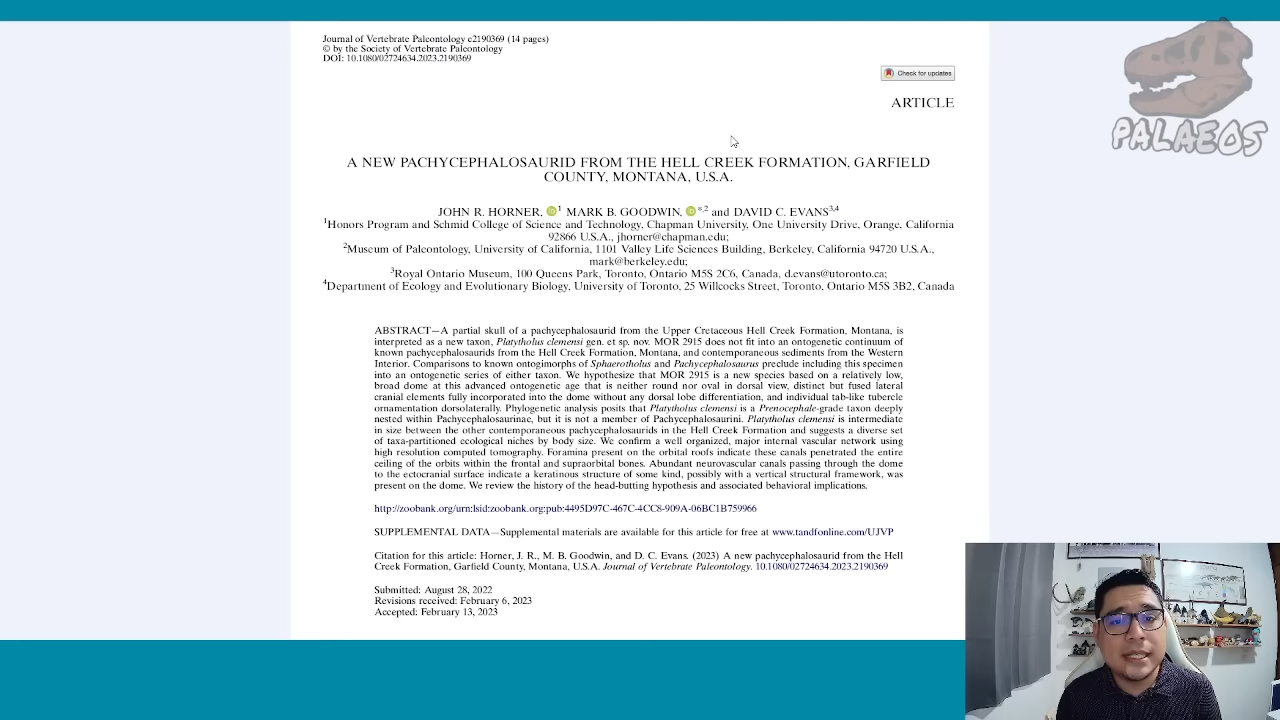 Journal of Vertebrate Paleontology e2190369 (14 pages)
© by the Society of Vertebrate Paleontology
DOI: 10.1080/02724634.2023.2190369
Check for updates
ARTICLE
PALAEOS
A NEW PACHYCEPHALOSAURID FROM THE HELL CREEK FORMATION, GARFIELD
COUNTY, MONTANA, U.S.A.
JOHN R. HORNER, iD 1 MARK B. GOODWIN, iD *,2 and DAVID C. EVANS3,4
1Honors Program and Schmid College of Science and Technology, Chapman University, One University Drive, Orange, California
92866 U.S.A., jhorner@chapman.edu;
2Museum of Paleontology, University of California, 1101 Valley Life Sciences Building, Berkeley, California 94720 U.S.A.,
mark@berkeley.edu;
3Royal Ontario Museum, 100 Queens Park, Toronto, Ontario M5S 2C6, Canada, d.evans@utoronto.ca;
4Department of Ecology and Evolutionary Biology, University of Toronto, 25 Willcocks Street, Toronto, Ontario M5S 3B2, Canada
ABSTRACT—A partial skull of a pachycephalosaurid from the Upper Cretaceous Hell Creek Formation, Montana, is
interpreted as a new taxon, Platytholus clemensi gen. et sp. nov. MOR 2915 does not fit into an ontogenetic continuum of
known pachycephalosaurids from the Hell Creek Formation, Montana, and contemporaneous sediments from the Western
Interior. Comparisons to known ontogimorphs of Sphaerotholus and Pachycephalosaurus preclude including this specimen
into an ontogenetic series of either taxon. We hypothesize that MOR 2915 is a new species based on a relatively low,
broad dome at this advanced ontogenetic age that is neither round nor oval in dorsal view, distinct but fused lateral
cranial elements fully incorporated into the dome without any dorsal lobe differentiation, and individual tab-like tubercle
ornamentation dorsolaterally. Phylogenetic analysis posits that Platytholus clemensi is a Prenocephale-grade taxon deeply
nested within Pachycephalosaurinae, but it is not a member of Pachycephalosaurini. Platytholus clemensi is intermediate
in size between the other contemporaneous pachycephalosaurids in the Hell Creek Formation and suggests a diverse set
of taxa-partitioned ecological niches by body size. We confirm a well organized, major internal vascular network using
high resolution computed tomography. Foramina present on the orbital roofs indicate these canals penetrated the entire
ceiling of the orbits within the frontal and supraorbital bones. Abundant neurovascular canals passing through the dome
to the ectocranial surface indicate a keratinous structure of some kind, possibly with a vertical structural framework, was
present on the dome. We review the history of the head-butting hypothesis and associated behavioral implications.
http://zoobank.org/urn:lsid:zoobank.org:pub:4495D97C-467C-4CC8-909A-06BC1B759966
SUPPLEMENTAL DATA—Supplemental materials are available for this article for free at www.tandfonline.com/UJVP
Citation for this article: Horner, J. R., M. B. Goodwin, and D. C. Evans. (2023) A new pachycephalosaurid from the Hell
Creek Formation, Garfield County, Montana, U.S.A. Journal of Vertebrate Paleontology. 10.1080/02724634.2023.2190369
Submitted: August 28, 2022
Revisions received: February 6, 2023
Accepted: February 13, 2023